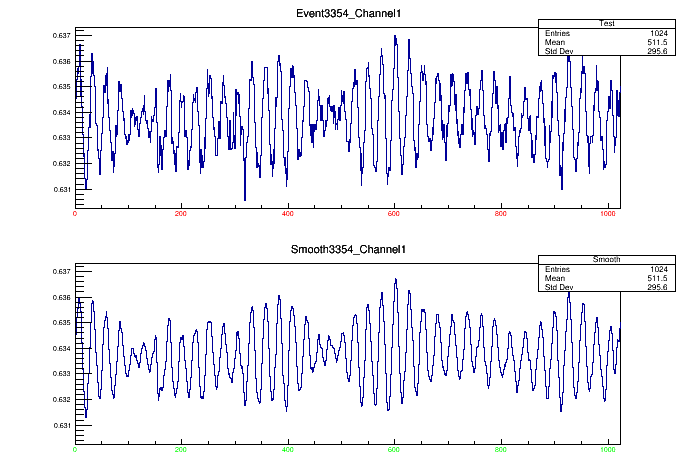 Event3354_Channel1
Test
Entries 1024
Mean 511.5
Std Dev 295.6
0.637
0.636
0.635
0.634
0.633
0.632
0.631
0 200 400 600 800 1000
Smooth3354_Channel1
Smooth
Entries 1024
Mean 511.5
Std Dev 295.6
0.637
0.636
0.635
0.634
0.633
0.632
0.631
0 200 400 600 800 1000